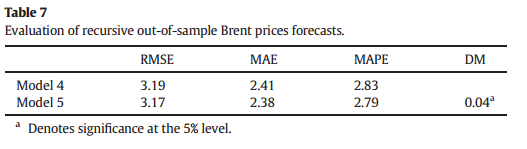 Table 7
Evaluation of recursive out-of-sample Brent prices forecasts.
RMSE MAE MAPE DM
Model 4 3.19 2.41 2.83
Model 5 3.17 2.38 2.79 0.04a
a Denotes significance at the 5% level.